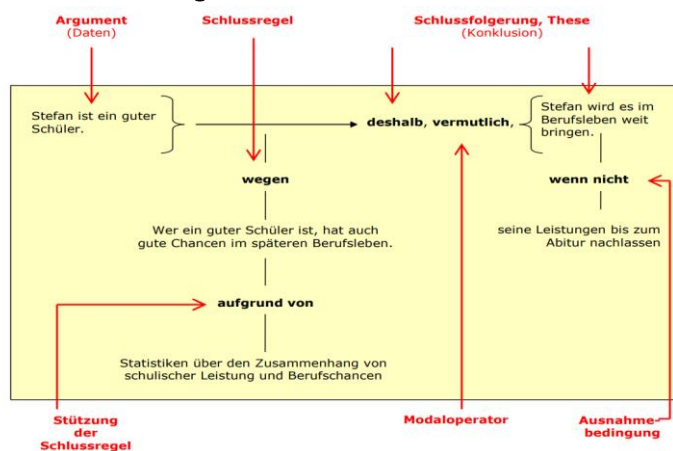 Argument
(Daten)
Schlussregel
Schlussfolgerung, These
(Konklusion)
Stefan ist ein guter
Schüler.
deshalb, vermutlich,
Stefan wird es im
Berufsleben weit
bringen.
wegen
wenn nicht
Wer ein guter Schüler ist, hat auch
gute Chancen im späteren Berufsleben.
seine Leistungen bis zum
Abitur nachlassen
aufgrund von
Statistiken über den Zusammenhang von
schulischer Leistung und Berufschancen
Stützung
der
Schlussregel
Modaloperator
Ausnahme-
bedingung